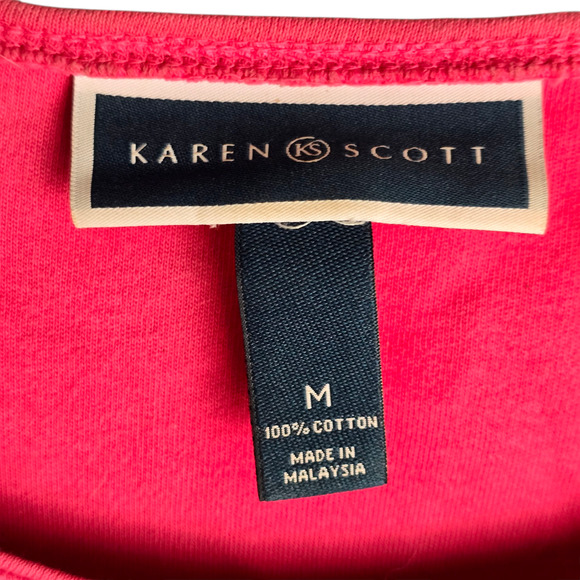 KAREN KS SCOTT
M
100% COTTON
MADE IN
MALAYSIA